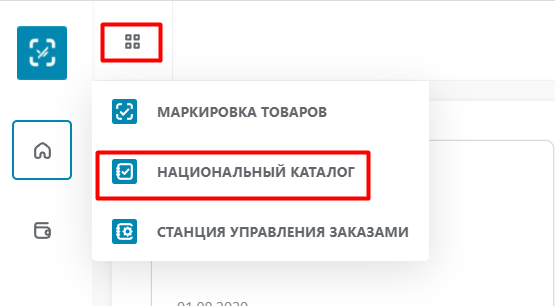 МАРКИРОВКА ТОВАРОВ
НАЦИОНАЛЬНЫЙ КАТАЛОГ
СТАНЦИЯ УПРАВЛЕНИЯ ЗАКАЗАМИ